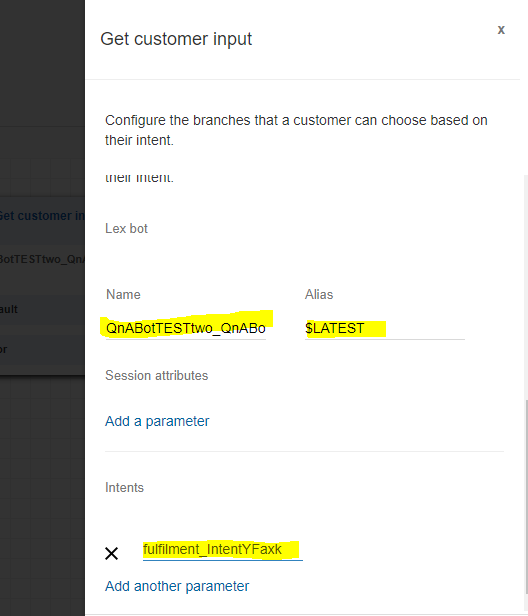 Get customer input
x
Configure the branches that a customer can choose based on
their intent.
their intent.
Get customer in
Lex bot
BotTESTtwo_QnA
Name Alias
ault
QnABotTESTtwo_QnABo $LATEST
or
Session attributes
Add a parameter
Intents
fulfilment_IntentYFaxk
Add another parameter